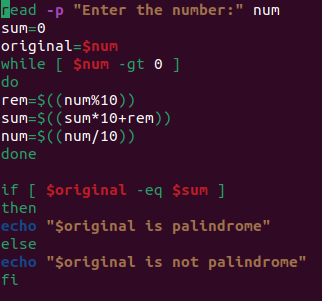 read -p "Enter the number:" num
sum=0
original=$num
while [ $num -gt 0 ]
do
rem=$((num%10))
sum=$((sum*10+rem))
num=$((num/10))
done

if [ $original -eq $sum ]
then
echo "$original is palindrome"
else
echo "$original is not palindrome"
fi